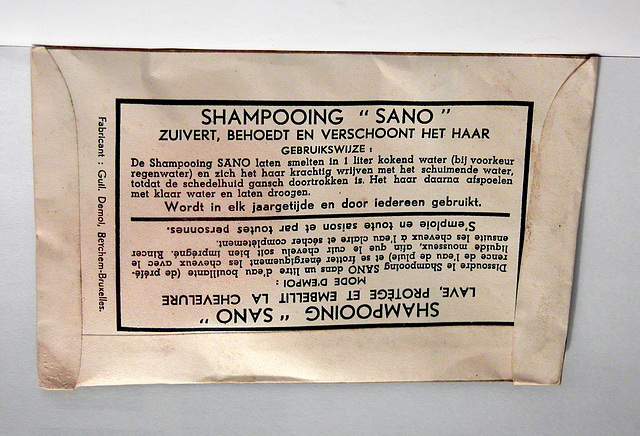 SHAMPOOING "SANO"
ZUIVERT, BEHOEDT EN VERSCHOONT HET HAAR
GEBRUIKSWIJZE :
De Shampooing SANO laten smelten in 1 liter kokend water (bij voorkeur
regenwater) en zich het haar krachtig wrijven met het schuimende water,
totdat de schedelhuid gansch doortrokken is. Het haar daarna afspoelen
met klaar water en laten droogen.
Wordt in elk jaargetijde en door iedereen gebruikt.
SHAMPOOING "SANO"
LAVE, PROTÈGE ET EMBELLIT LA CHEVELURE
MODE D'EMPOI :
Dissoudre le Shampooing SANO dans un litre d'eau bouillante (de préfé-
rence de l'eau de pluie) et se frotter énergiquement les cheveux avec le
liquide mousseux, afin que le cuir chevelu soit bien imprégné. Rincer
ensuite les cheveux à l'eau claire et sécher complètement.
S'emploie en toute saison et par toutes personnes.
Fabricant : Guil. Demol, Berchem-Bruxelles.